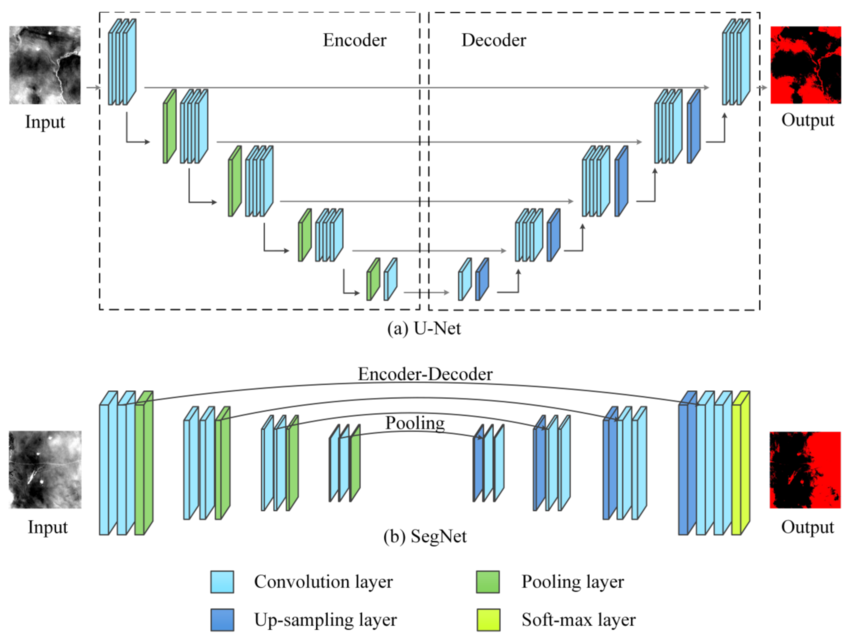 Encoder
Decoder
Input
Output
(a) U-Net
Encoder-Decoder
Pooling
Input
Output
(b) SegNet
Convolution layer
Pooling layer
Up-sampling layer
Soft-max layer